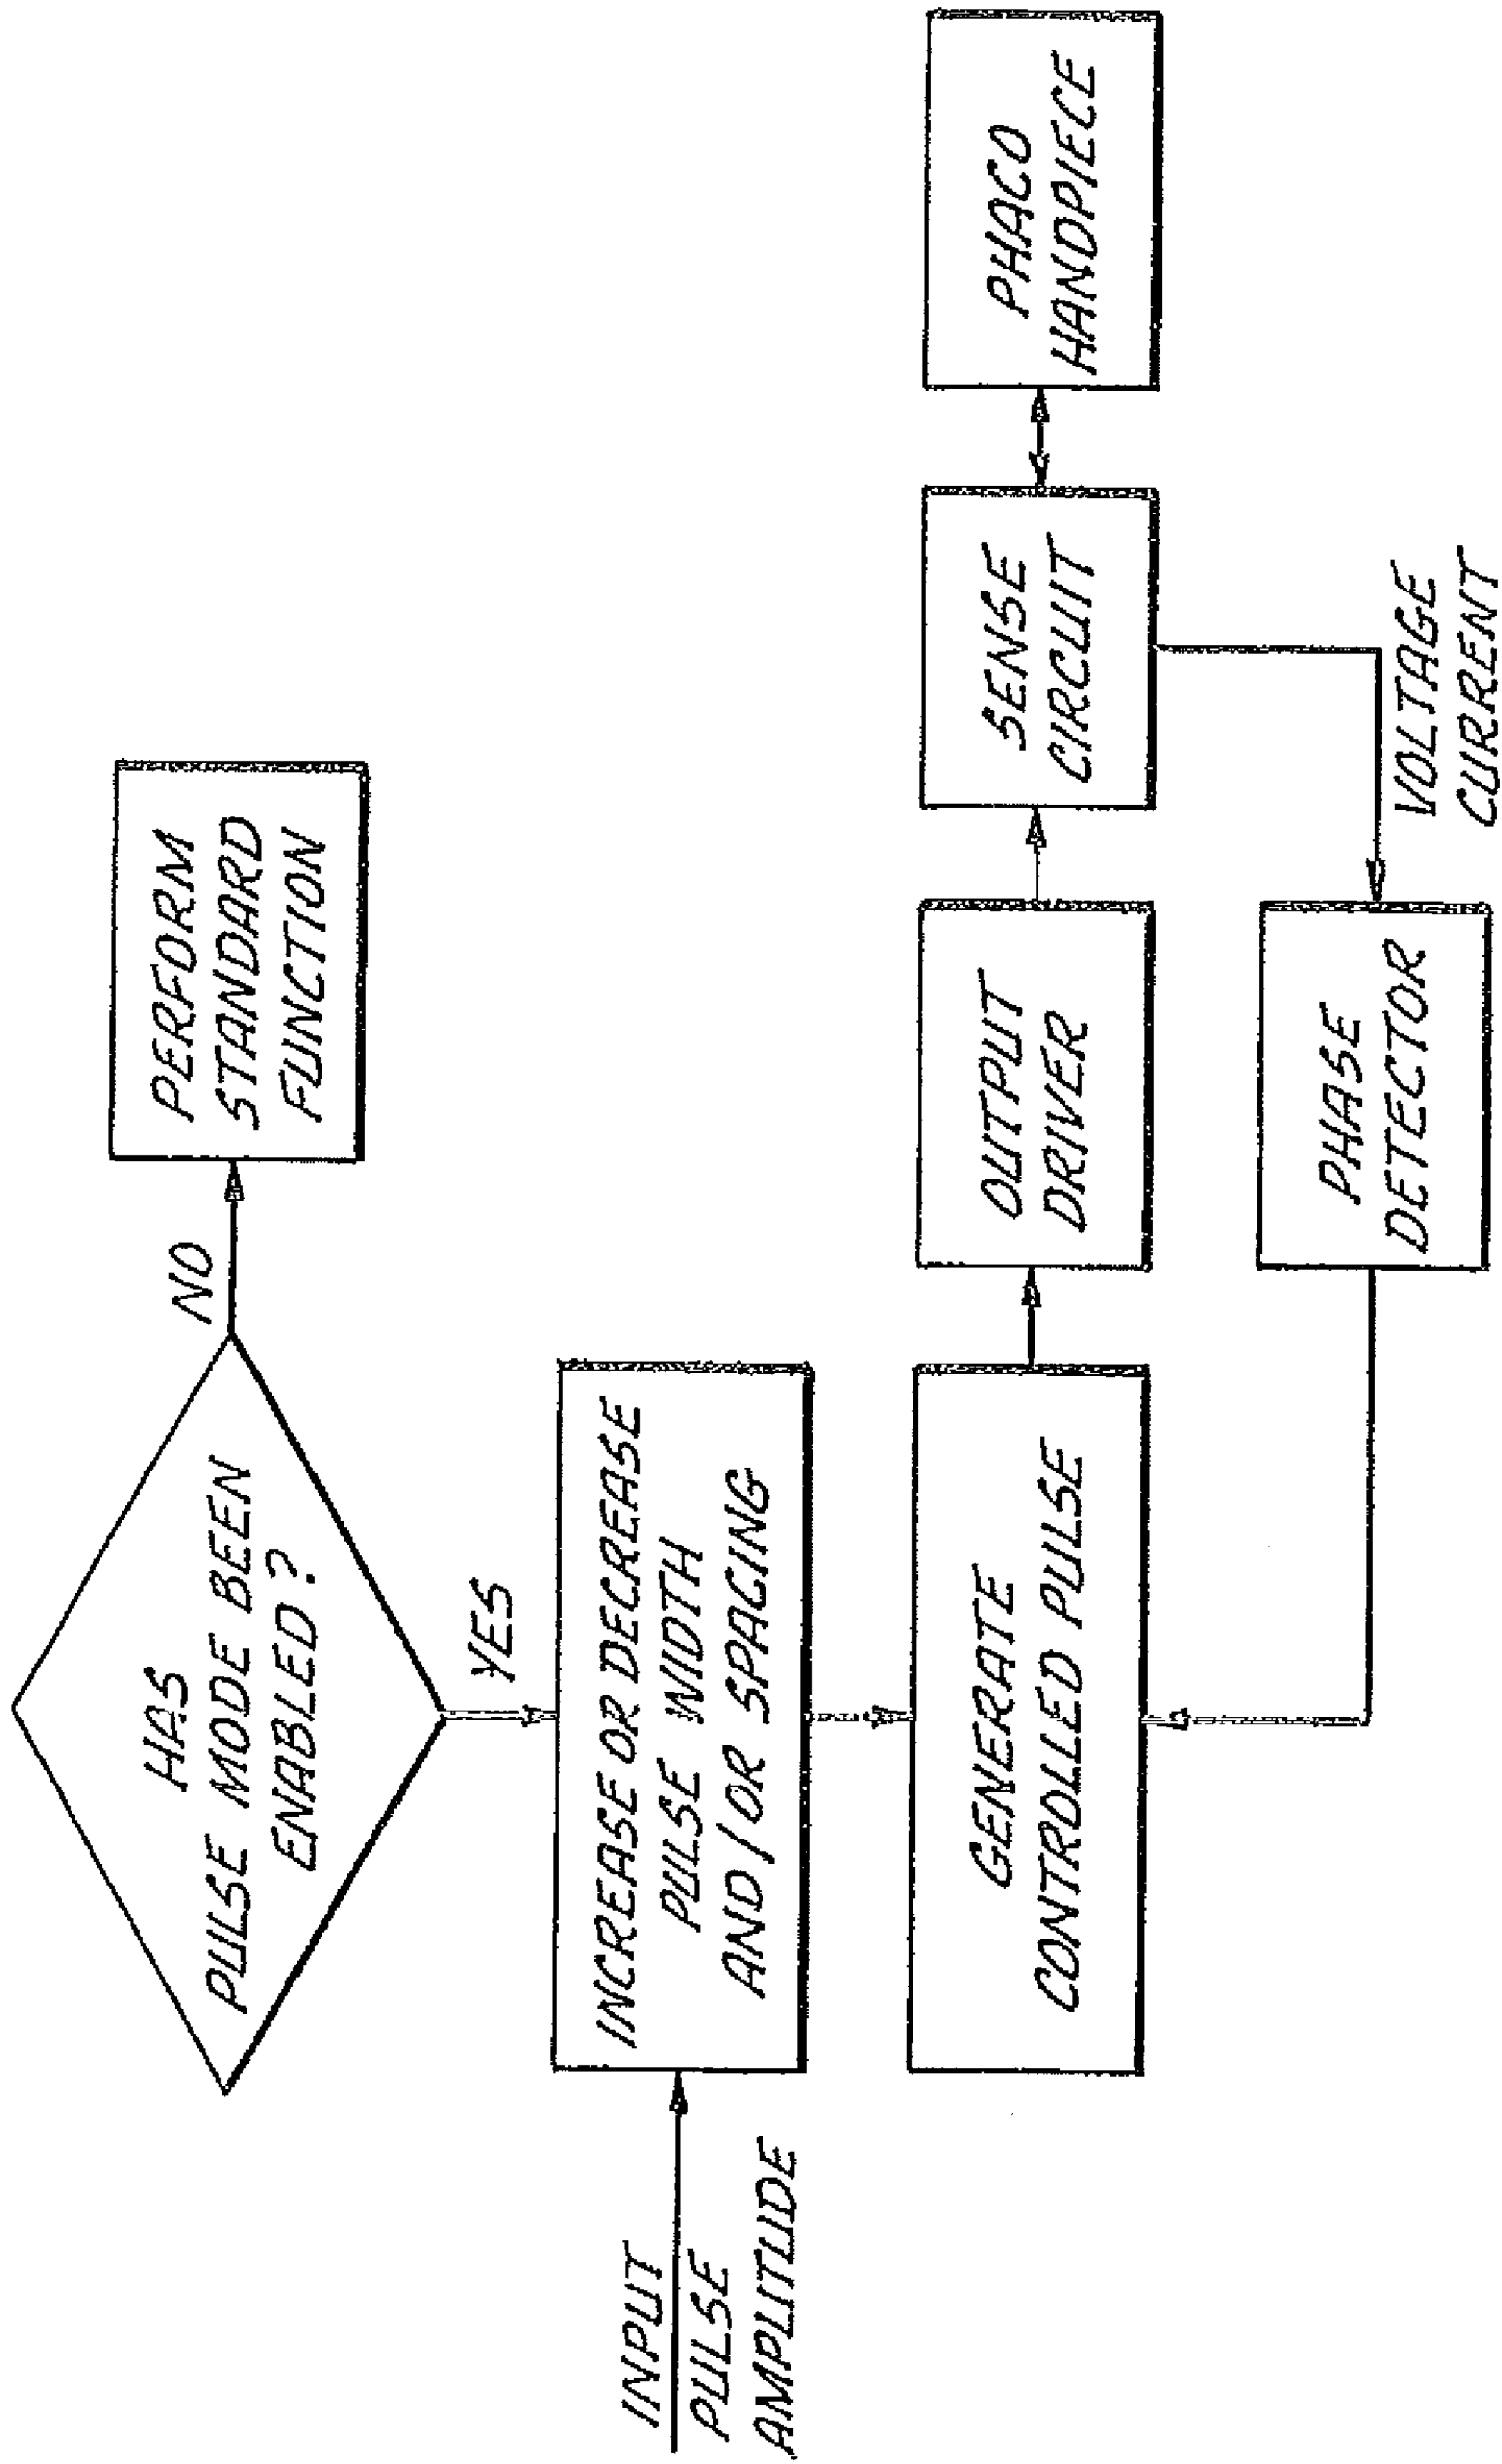 HAS
PULSE MODE BEEN
ENABLED?
NO
PERFORM
STANDARD
FUNCTION
YES
INPUT
PULSE
AMPLITUDE
INCREASE OR DECREASE
PULSE WIDTH
AND/OR SPACING
GENERATE
CONTROLLED PULSE
OUTPUT
DRIVER
SENSE
CIRCUIT
PHACO
HANDPIECE
PHASE
DETECTOR
VOLTAGE
CURRENT